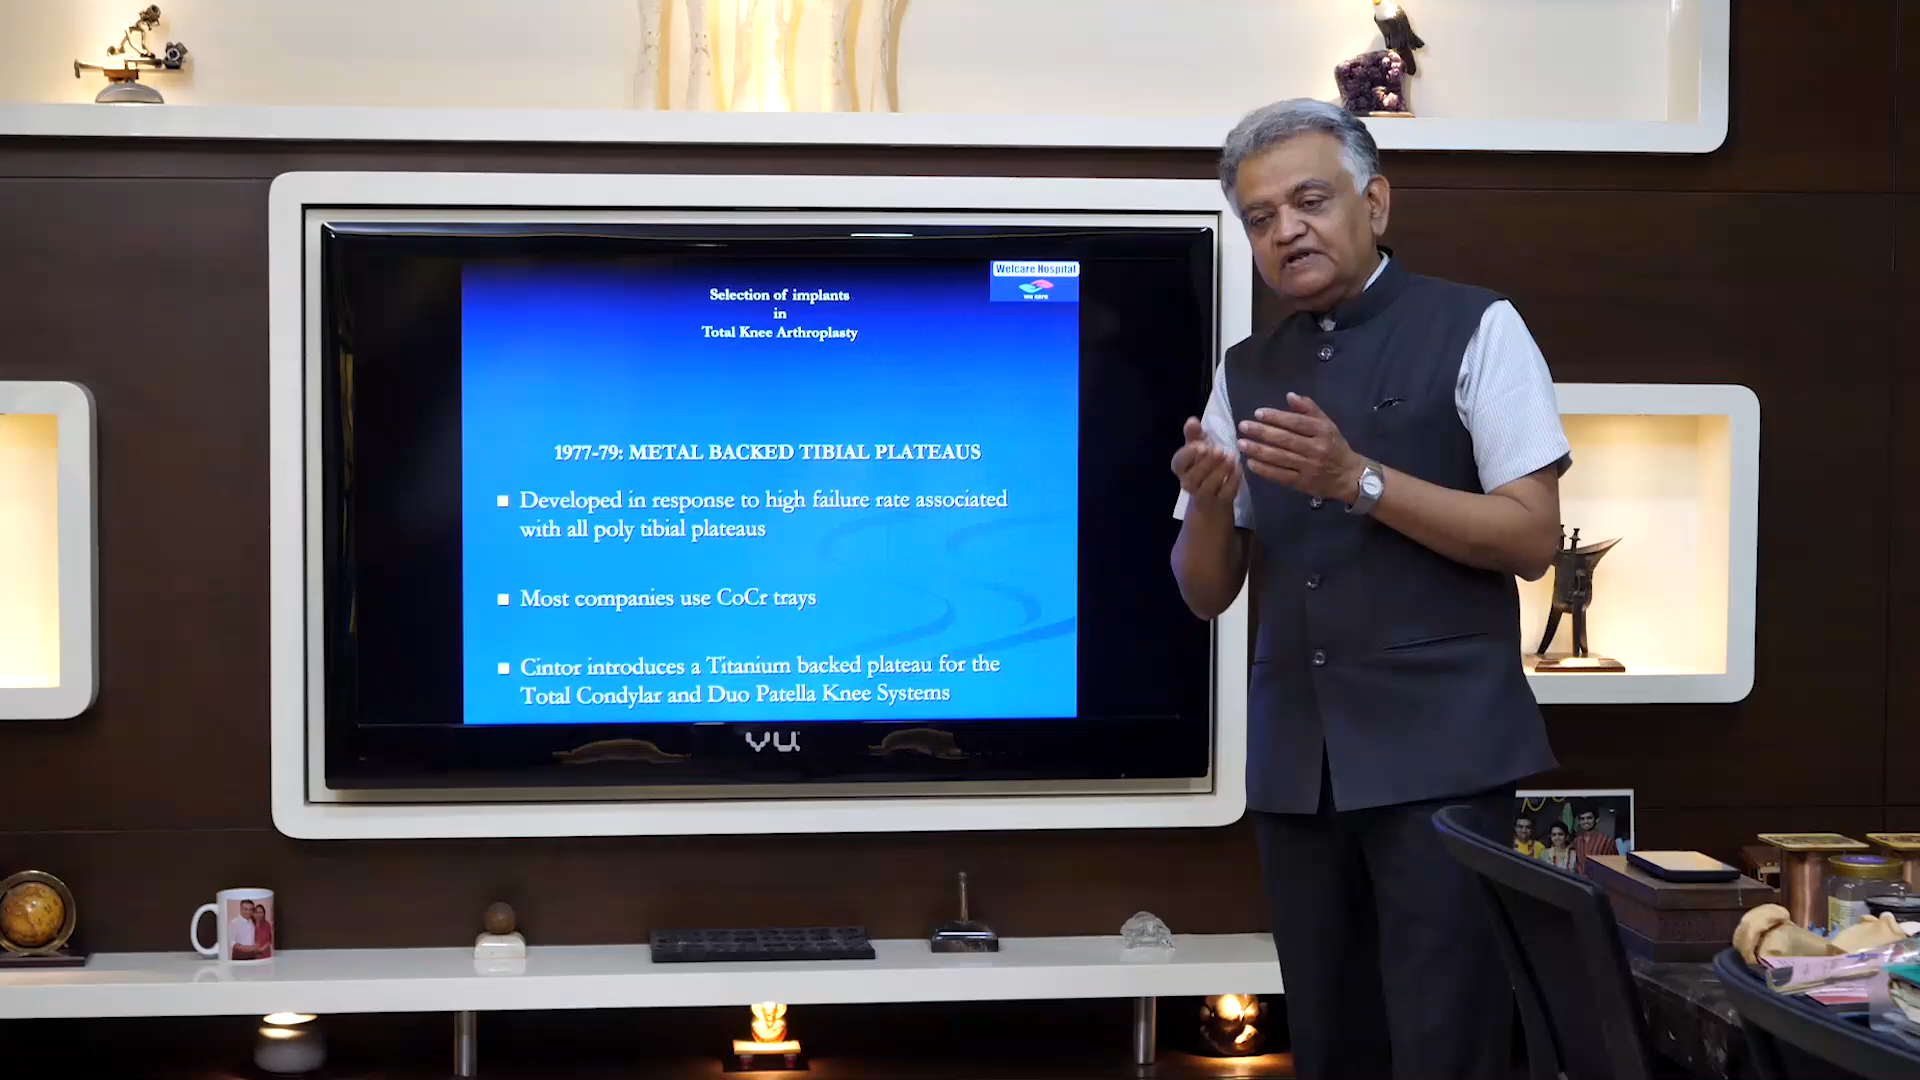 Welcare Hospital
we care
Selection of implants
in
Total Knee Arthroplasty
1977-79: METAL BACKED TIBIAL PLATEAUS
Developed in response to high failure rate associated
with all poly tibial plateaus
Most companies use CoCr trays
Cintor introduces a Titanium backed plateau for the
Total Condylar and Duo Patella Knee Systems
VU